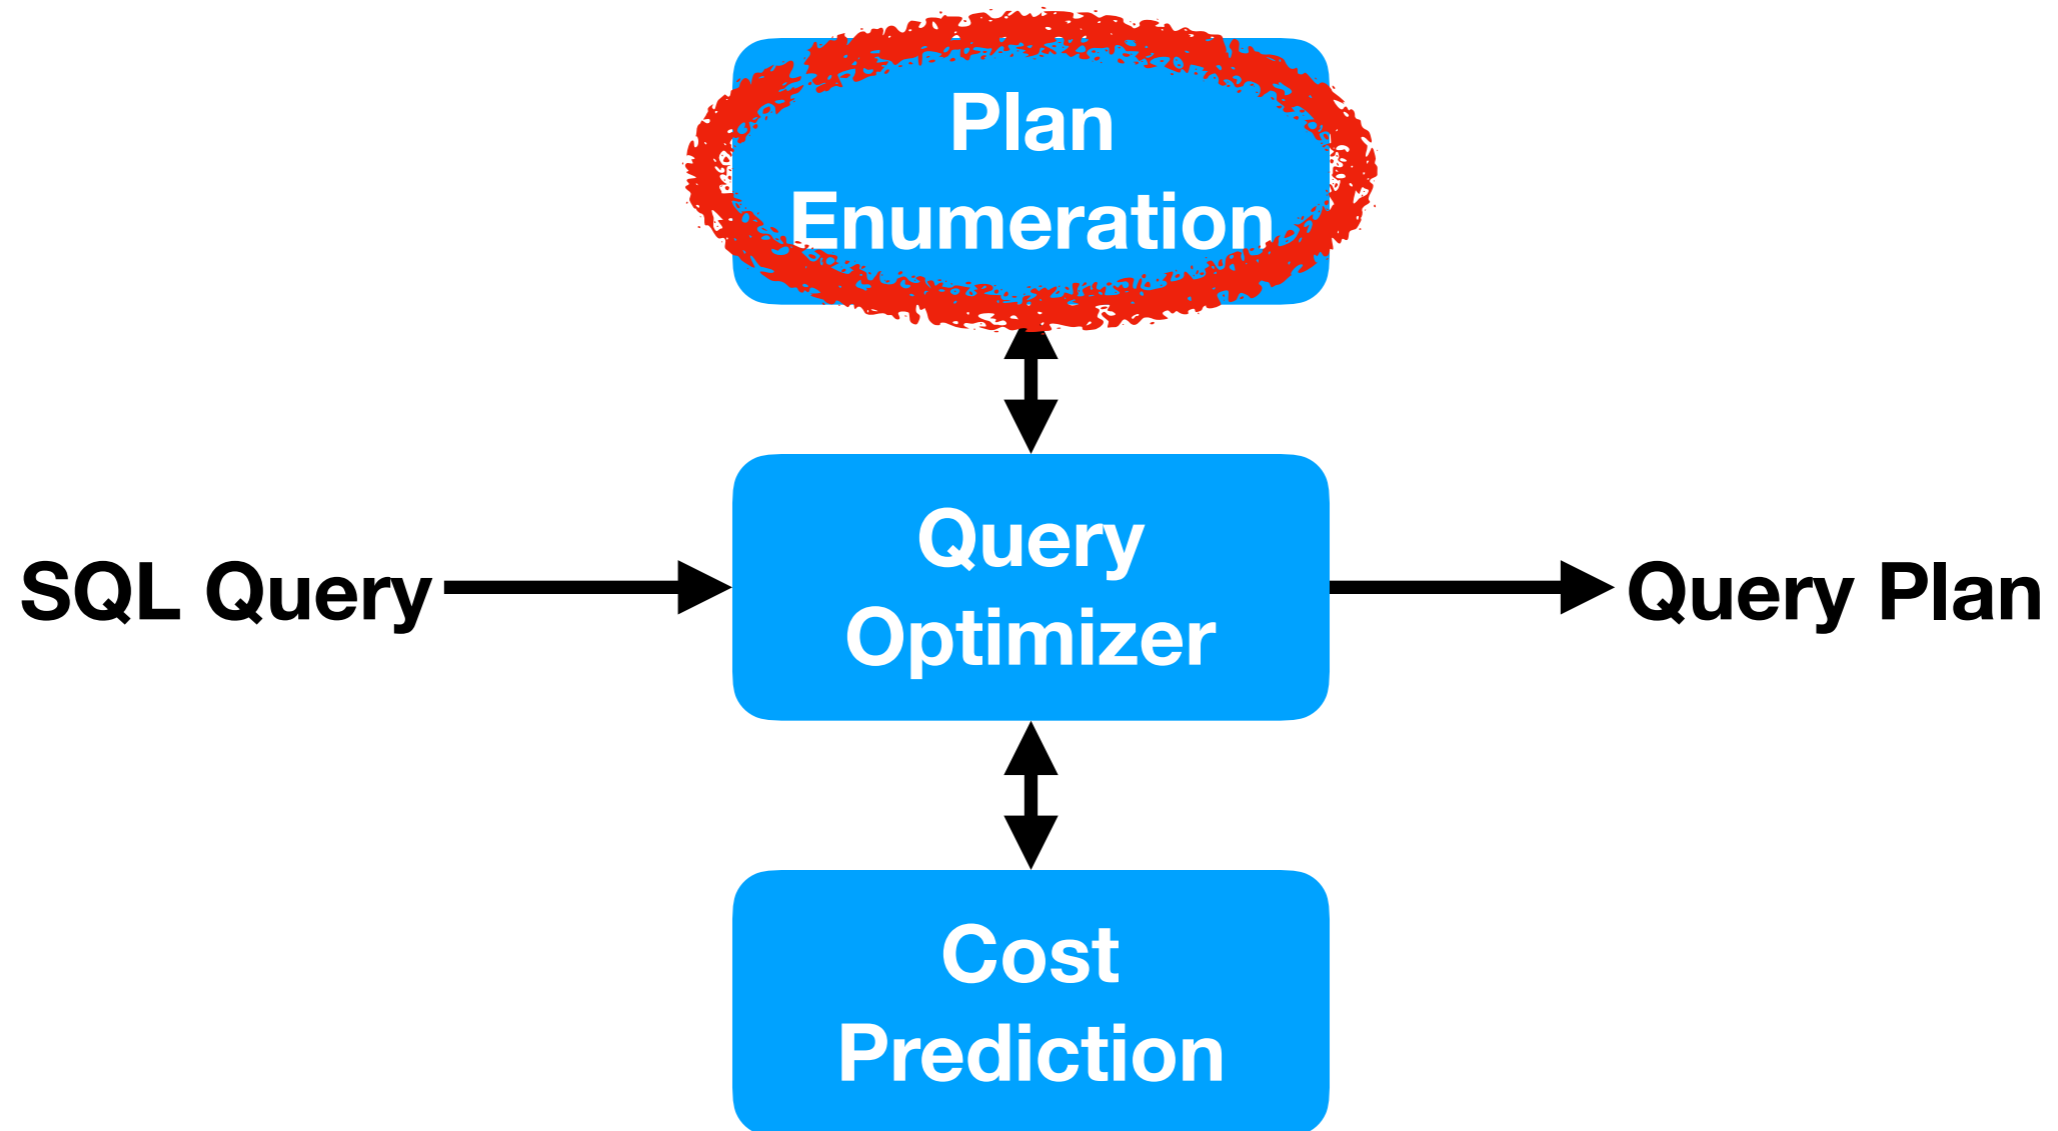 Plan
Enumeration
SQL Query
Query
Optimizer
Query Plan
Cost
Prediction